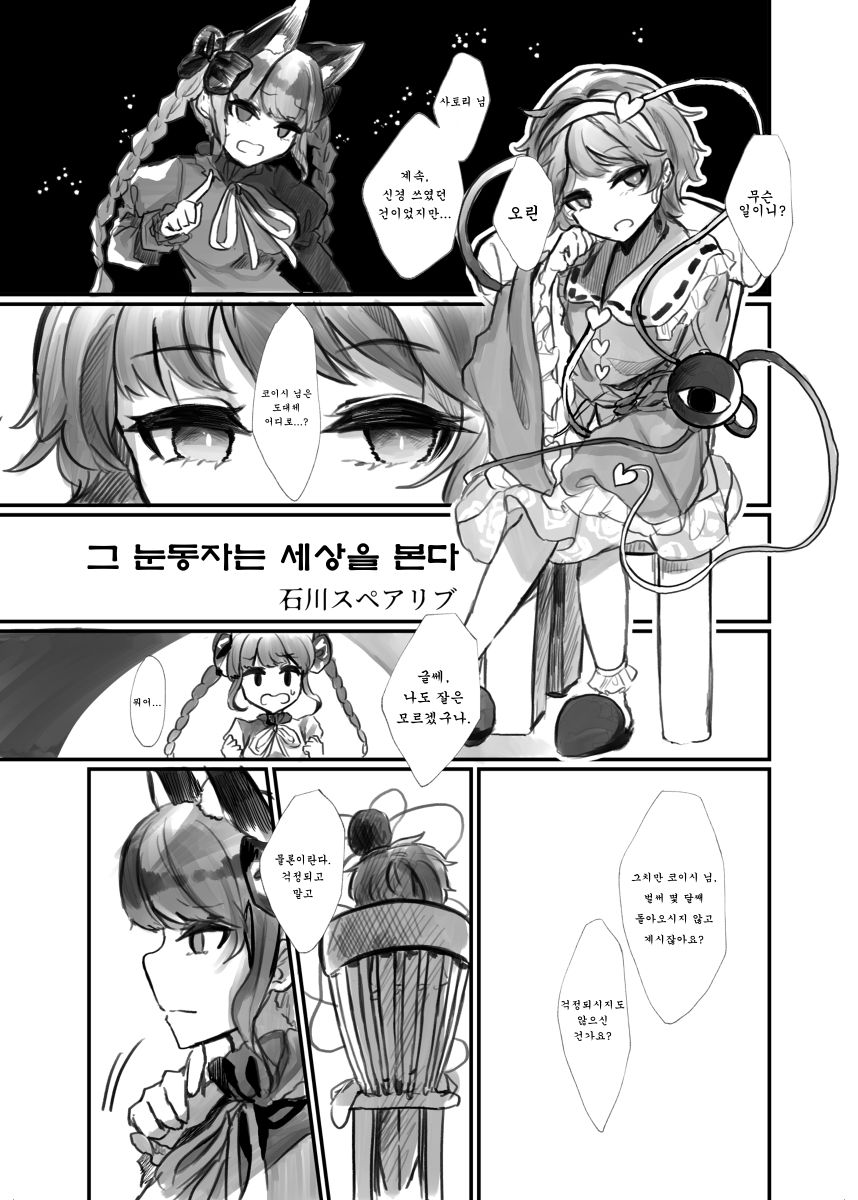 사토리 님
계속,
신경 쓰였던
건이었지만...
오린
무슨
일이니?
코이시 님은
도대체
어디로...?
그 눈동자는 세상을 본다
石川スペアリブ
글쎄,
나도 잘은
모르겠구나.
뭐어...
그치만 코이시 님,
벌써 몇 달째
돌아오시지 않고
계시잖아요?
걱정되시지도
않으신
건가요?
물론이란다.
걱정되고
말고